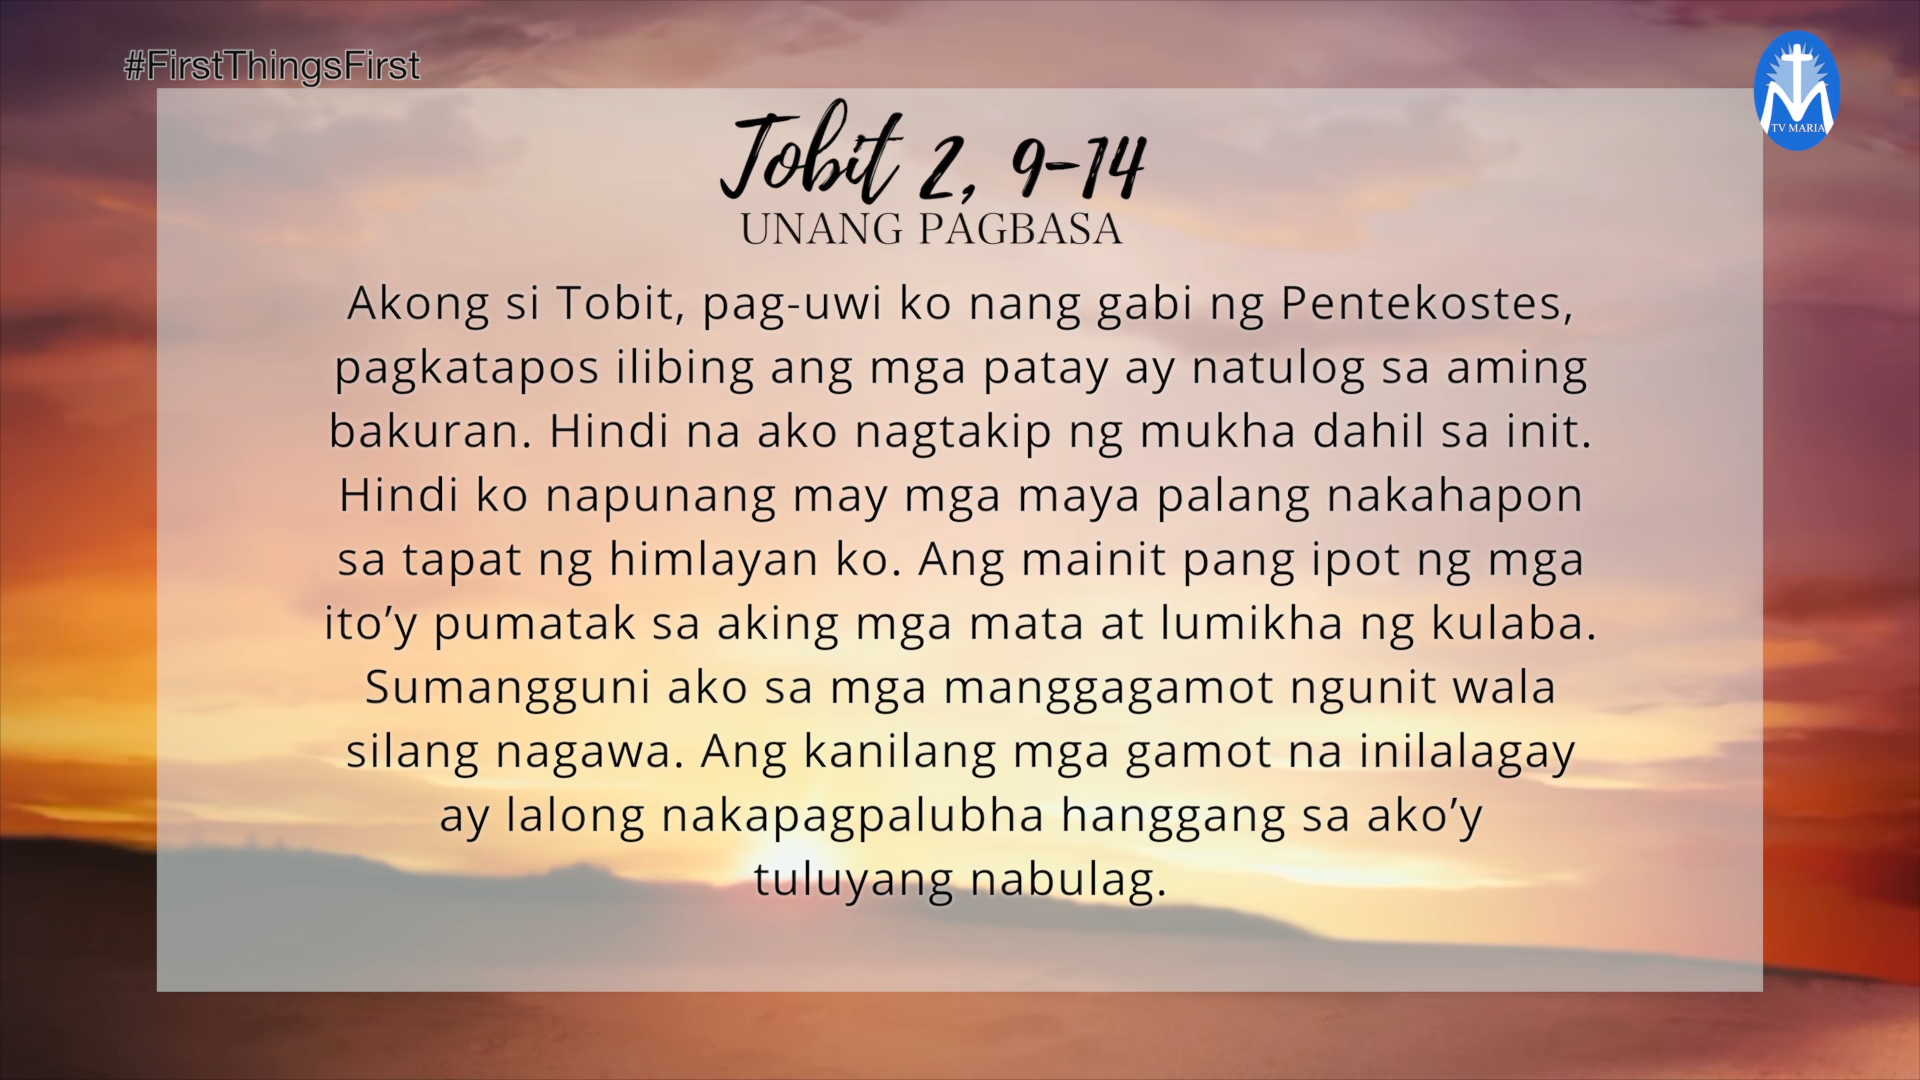 #FirstThingsFirst
TV MARIA
Tobit 2, 9-14
UNANG PAGBASA
Akong si Tobit, pag-uwi ko nang gabi ng Pentekostes,
pagkatapos ilibing ang mga patay ay natulog sa aming
bakuran. Hindi na ako nagtakip ng mukha dahil sa init.
Hindi ko napunang may mga maya palang nakahapon
sa tapat ng himlayan ko. Ang mainit pang ipot ng mga
ito’y pumatak sa aking mga mata at lumikha ng kulaba.
Sumangguni ako sa mga manggagamot ngunit wala
silang nagawa. Ang kanilang mga gamot na inilalagay
ay lalong nakapagpalubha hanggang sa ako’y
tuluyang nabulag.